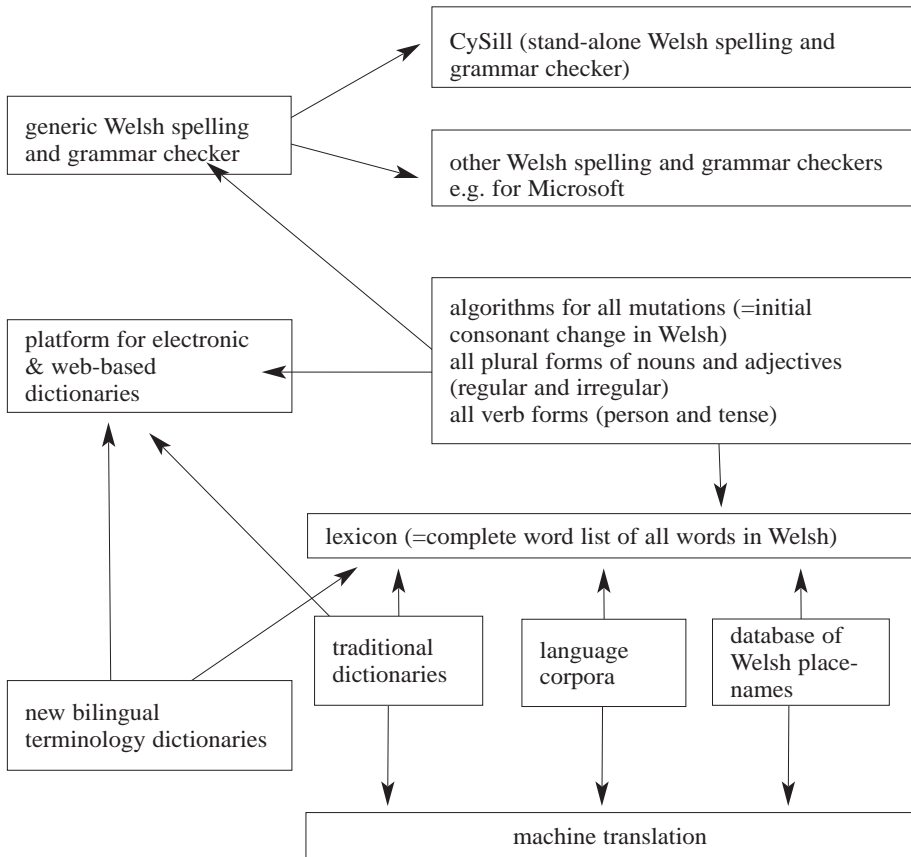 CySill (stand-alone Welsh spelling and
grammar checker)
generic Welsh spelling
and grammar checker
other Welsh spelling and grammar checkers
e.g. for Microsoft
algorithms for all mutations (=initial
consonant change in Welsh)
all plural forms of nouns and adjectives
(regular and irregular)
all verb forms (person and tense)
platform for electronic
& web-based
dictionaries
lexicon (=complete word list of all words in Welsh)
traditional
dictionaries
language
corpora
database of
Welsh place-
names
new bilingual
terminology dictionaries
machine translation